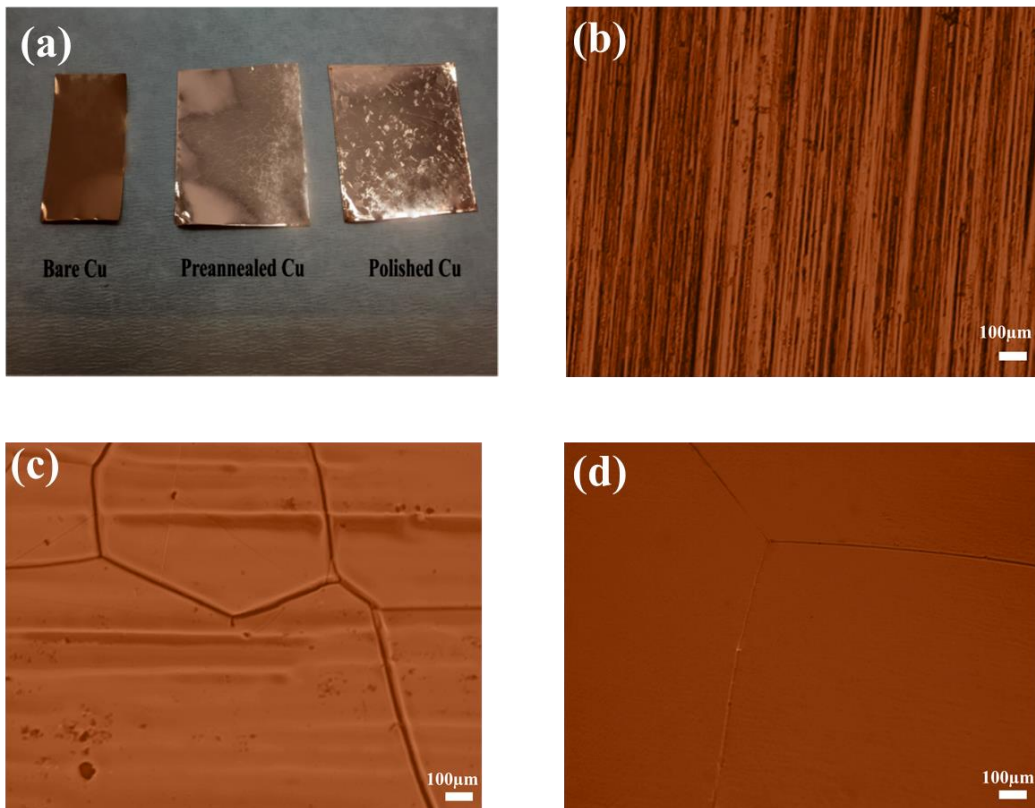 (a)
Bare Cu
Preannealed Cu
Polished Cu
(b)
100μm
(c)
100μm
(d)
100μm